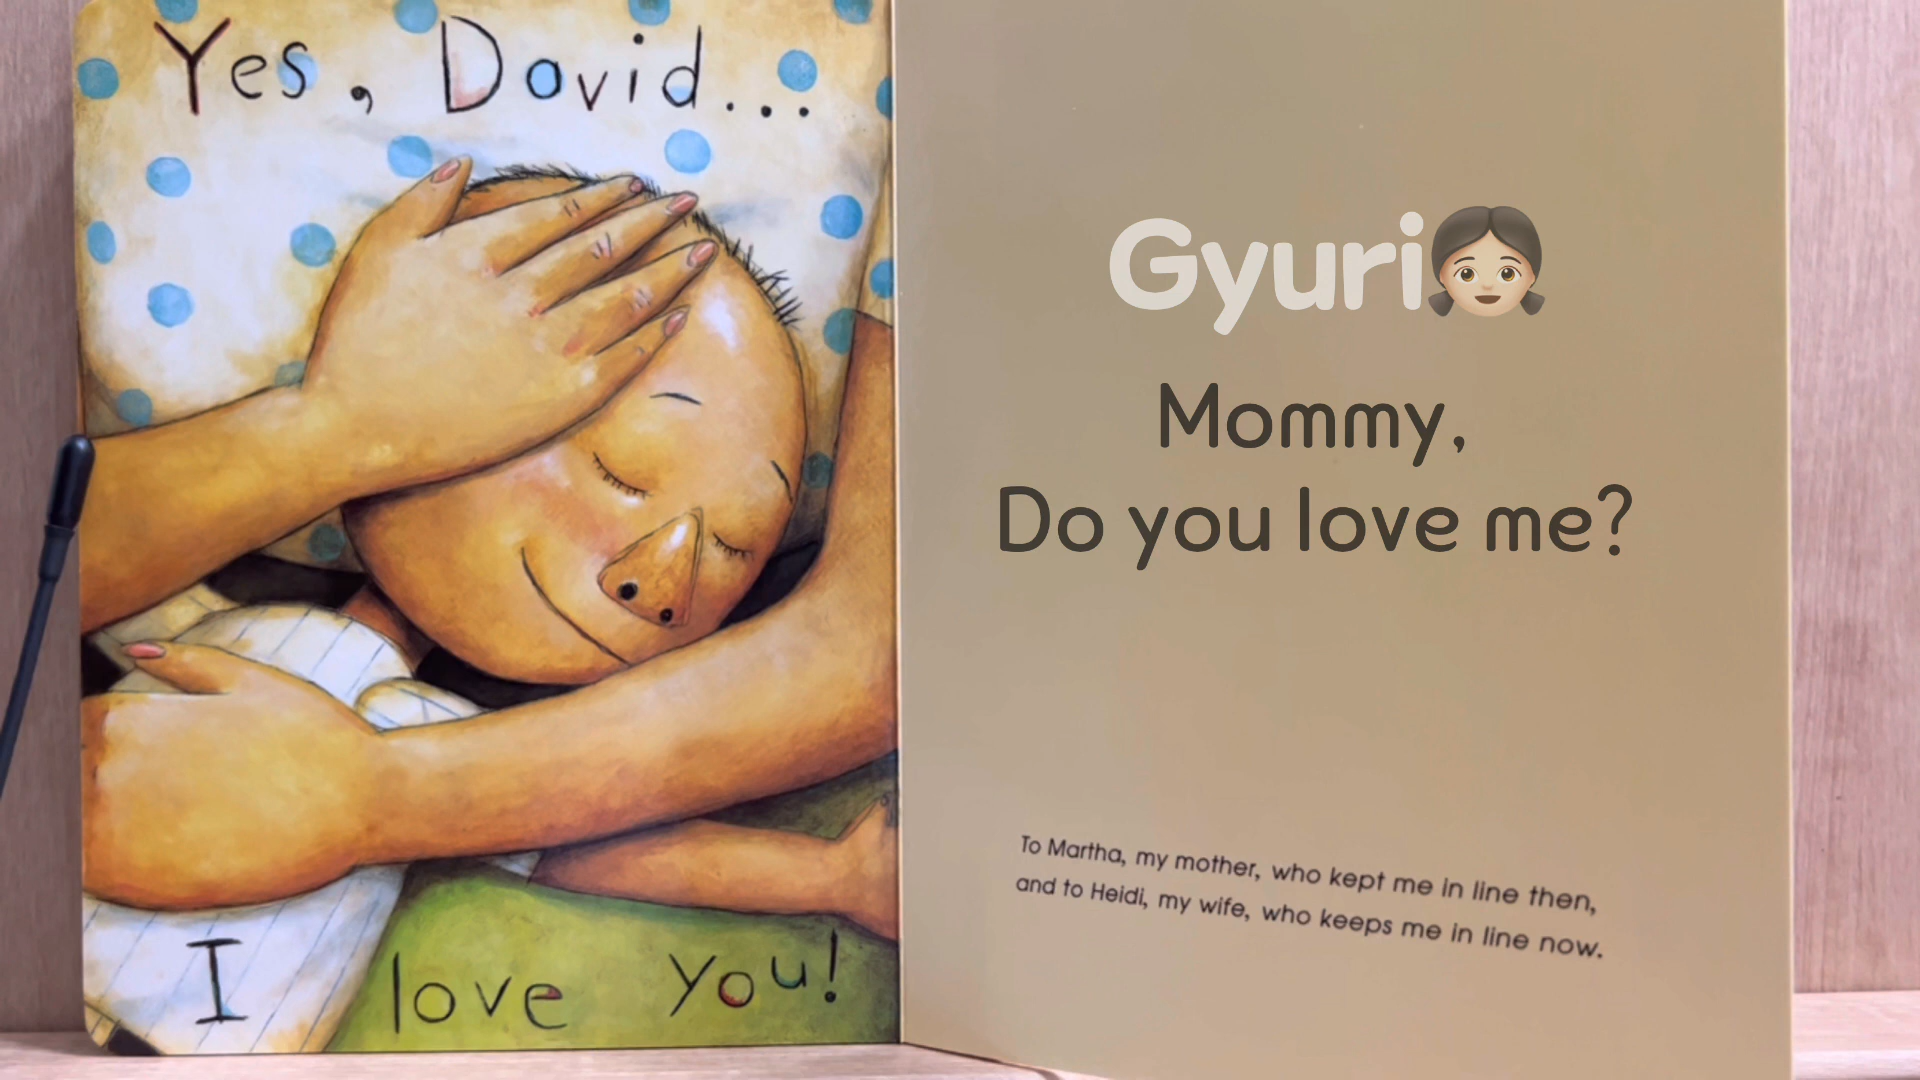 Yes, David...
I love you!
Gyuri
Mommy,
Do you love me?
To Martha, my mother, who kept me in line then,
and to Heidi, my wife, who keeps me in line now.